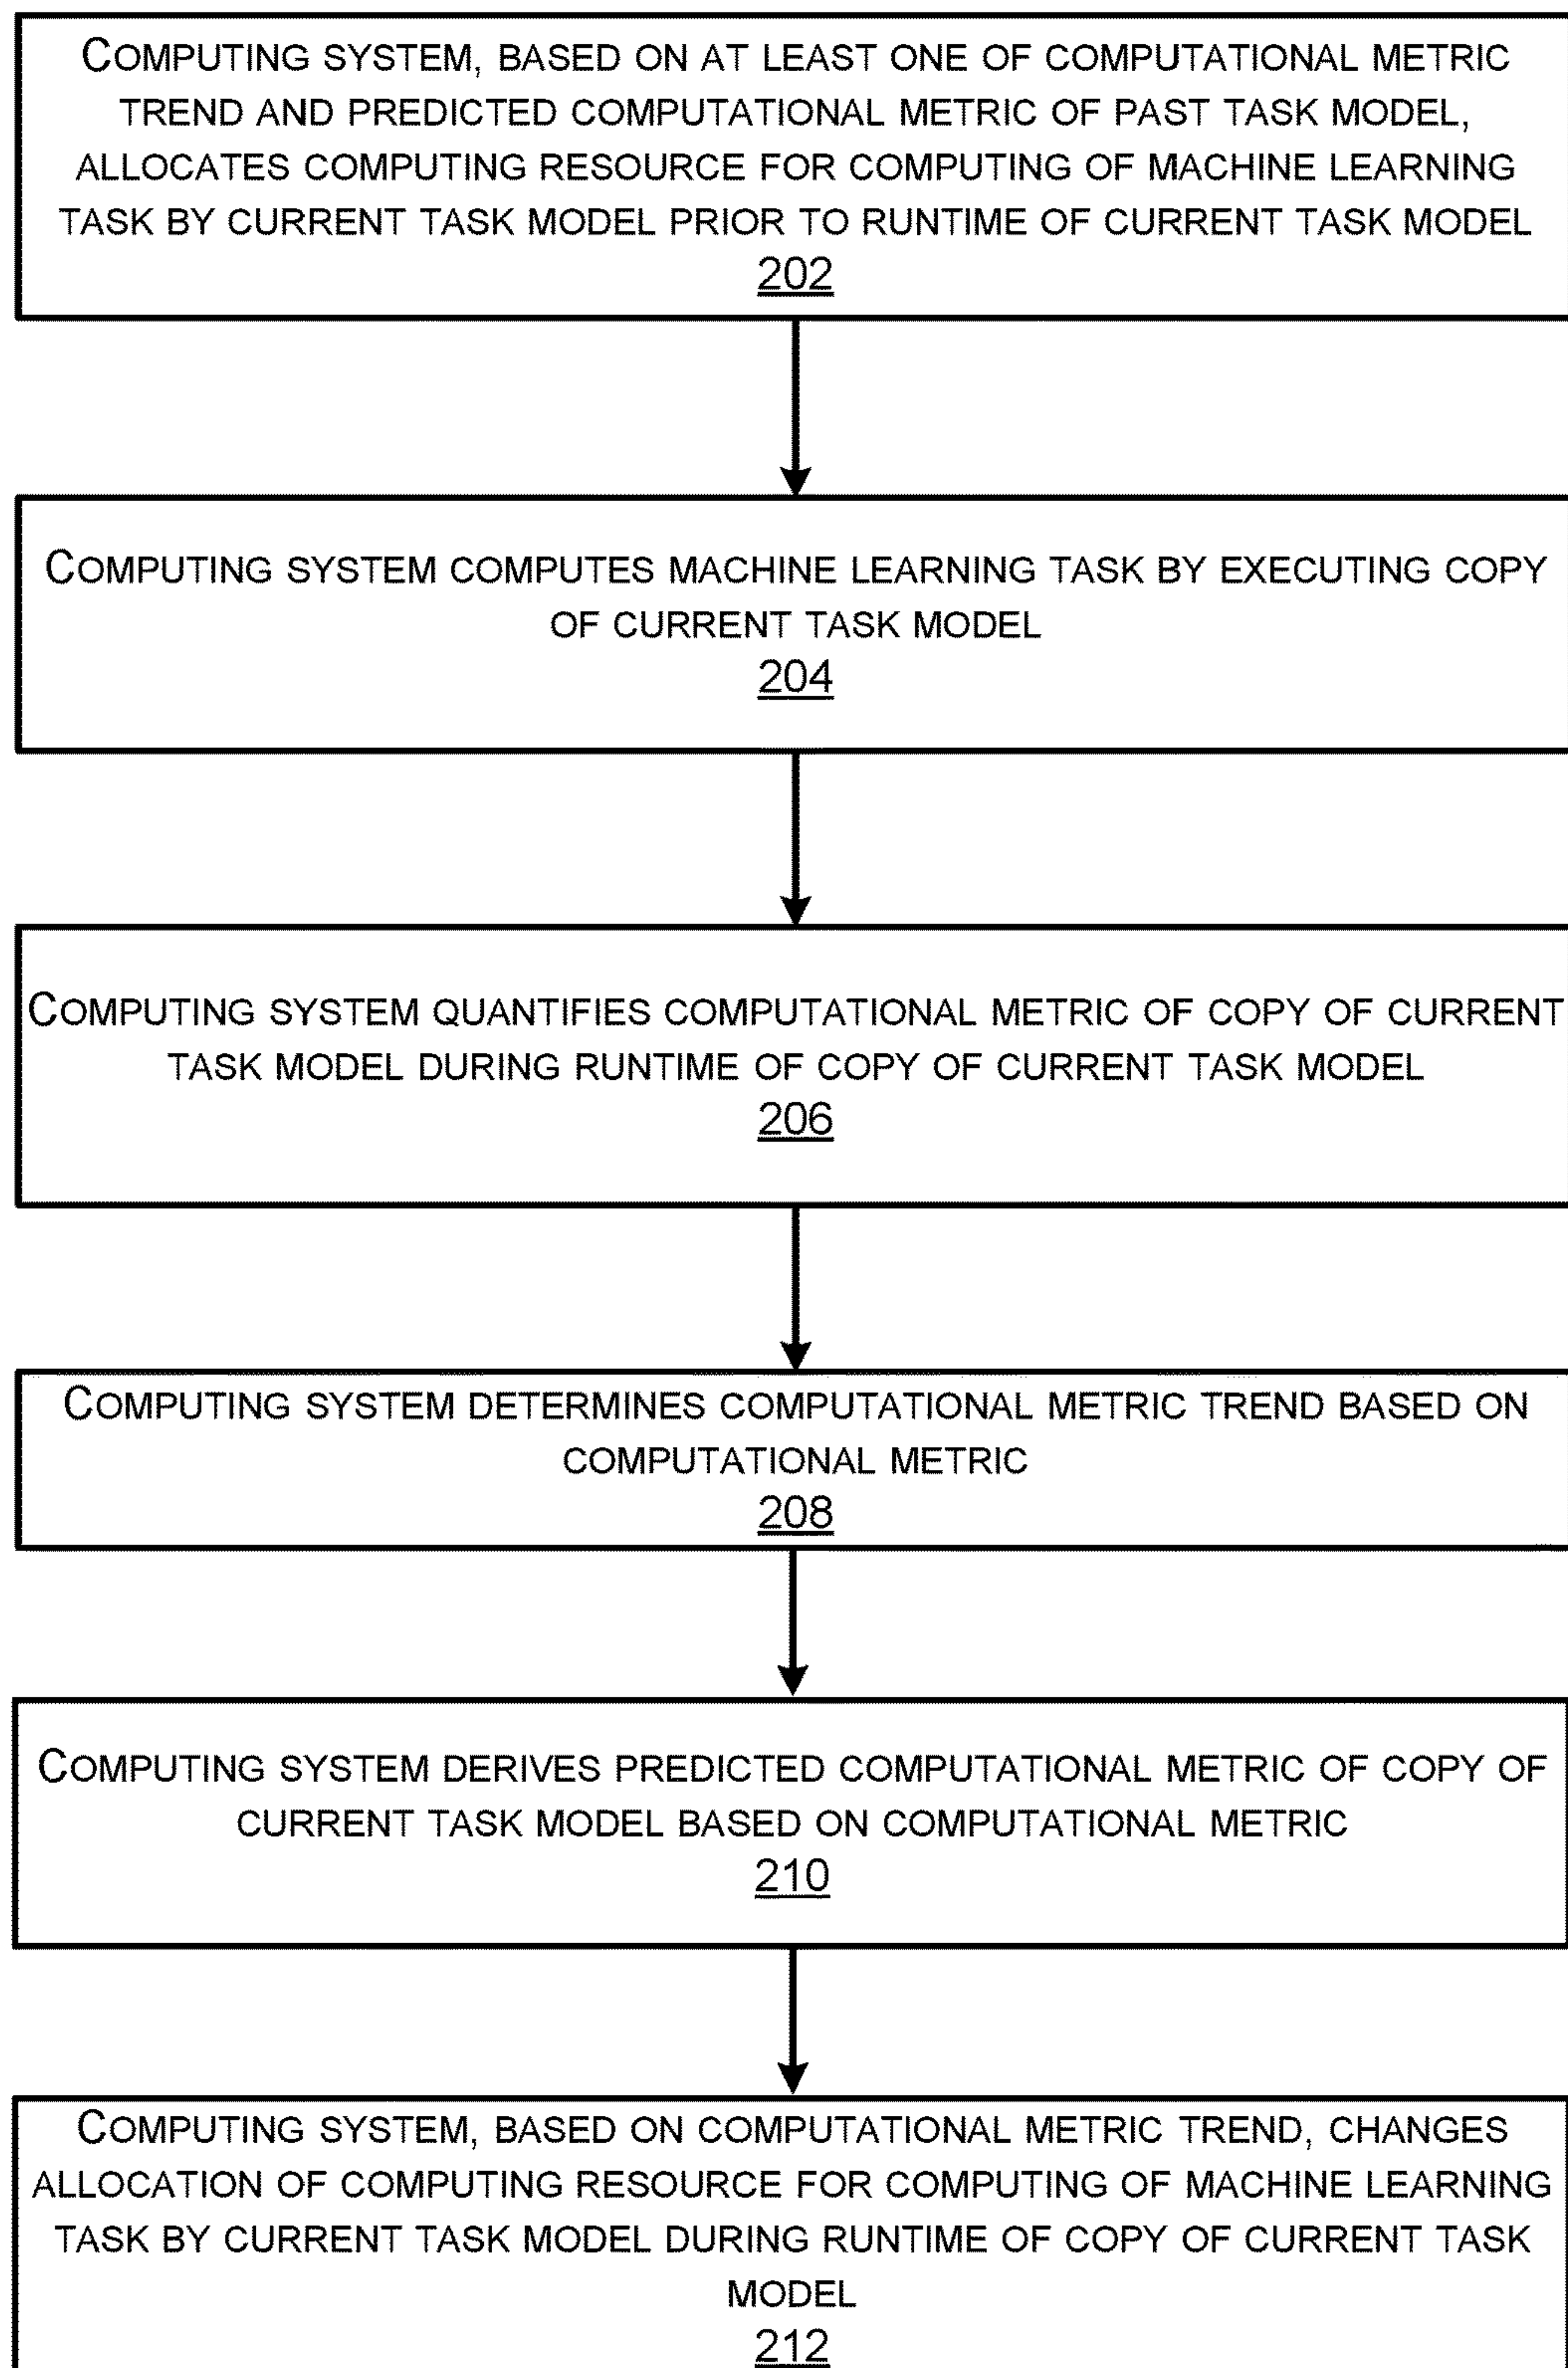 COMPUTING SYSTEM, BASED ON AT LEAST ONE OF COMPUTATIONAL METRIC
TREND AND PREDICTED COMPUTATIONAL METRIC OF PAST TASK MODEL,
ALLOCATES COMPUTING RESOURCE FOR COMPUTING OF MACHINE LEARNING
TASK BY CURRENT TASK MODEL PRIOR TO RUNTIME OF CURRENT TASK MODEL
202
COMPUTING SYSTEM COMPUTES MACHINE LEARNING TASK BY EXECUTING COPY
OF CURRENT TASK MODEL
204
COMPUTING SYSTEM QUANTIFIES COMPUTATIONAL METRIC OF COPY OF CURRENT
TASK MODEL DURING RUNTIME OF COPY OF CURRENT TASK MODEL
206
COMPUTING SYSTEM DETERMINES COMPUTATIONAL METRIC TREND BASED ON
COMPUTATIONAL METRIC
208
COMPUTING SYSTEM DERIVES PREDICTED COMPUTATIONAL METRIC OF COPY OF
CURRENT TASK MODEL BASED ON COMPUTATIONAL METRIC
210
COMPUTING SYSTEM, BASED ON COMPUTATIONAL METRIC TREND, CHANGES
ALLOCATION OF COMPUTING RESOURCE FOR COMPUTING OF MACHINE LEARNING
TASK BY CURRENT TASK MODEL DURING RUNTIME OF COPY OF CURRENT TASK
MODEL
212